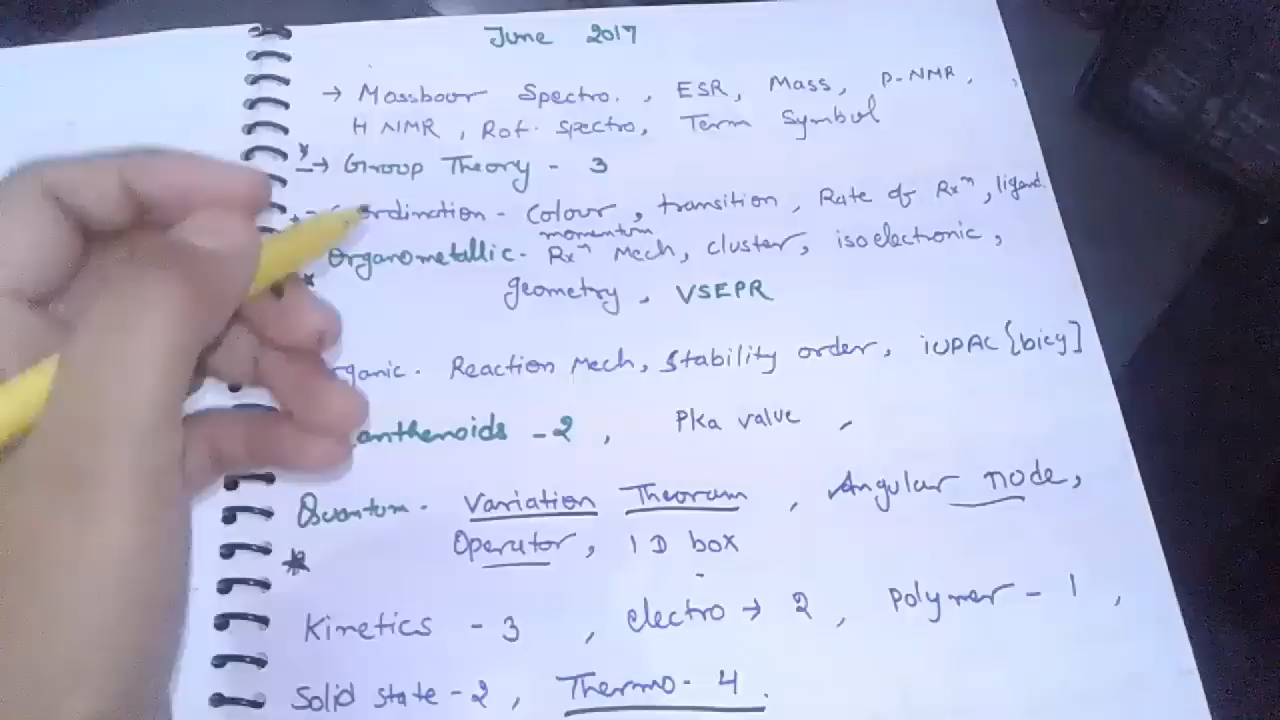 June 2017
→ Massbour Spectro., ESR, Mass, P-NMR,
H NMR, Rot. Spectro, Term Symbol
→ Group Theory - 3
ordination - Colour, transition, Rate of Rxⁿ, ligand
momentum
Organometallic. Rxⁿ Mech, cluster, isoelectronic,
geometry, VSEPR
rganic. Reaction Mech, Stability order, iUPAC {bicy]
anthenoids - 2, Pka value,
Quantum. Variation Theoram, Angular node,
Operator, 1 D box
Kinetics - 3, electro → 2, Polymer - 1,
Solid state - 2, Thermo - 4.